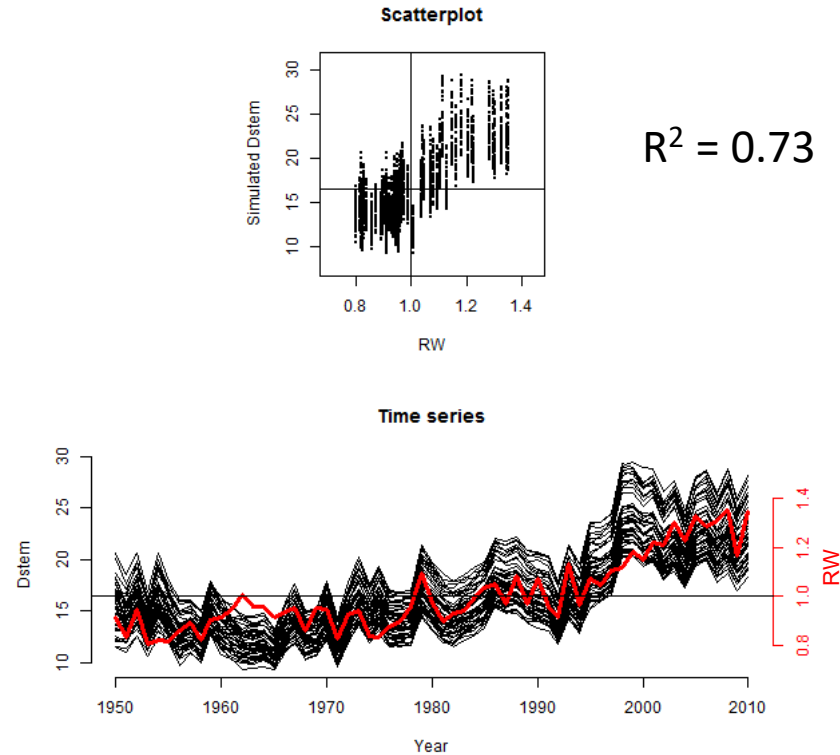 Scatterplot
30
25
20
15
10
Simulated Dstem
0.8 1.0 1.2 1.4
RW
R² = 0.73
Time series
30
25
20
15
10
Dstem
1.4
1.2
1.0
0.8
RW
1950 1960 1970 1980 1990 2000 2010
Year